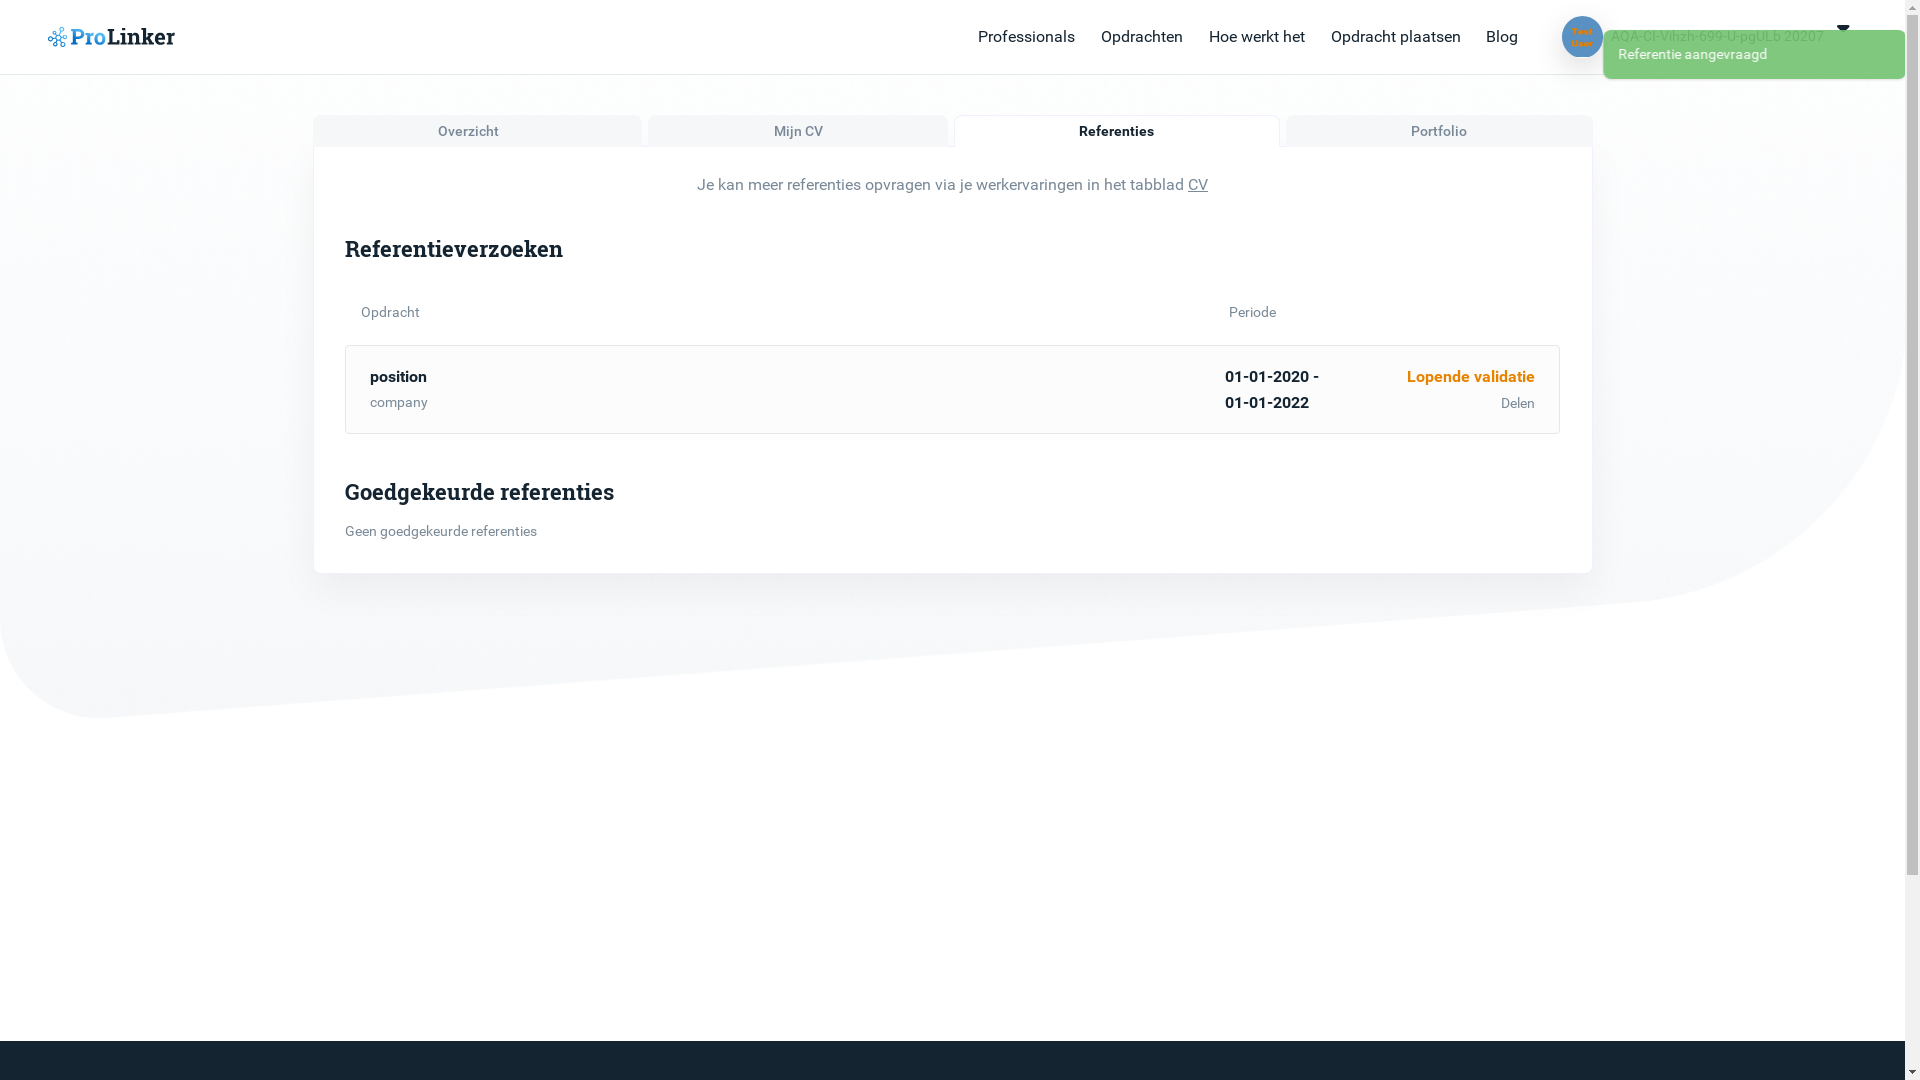 ProLinker
Professionals
Opdrachten
Hoe werkt het
Opdracht plaatsen
Blog
Test User
AQA-CI-Vihzh-699-U-pgULb 20207
Referentie aangevraagd
Overzicht
Mijn CV
Referenties
Portfolio
Je kan meer referenties opvragen via je werkervaringen in het tabblad CV
Referentieverzoeken
Opdracht
Periode
position
company
01-01-2020 -
01-01-2022
Lopende validatie
Delen
Goedgekeurde referenties
Geen goedgekeurde referenties